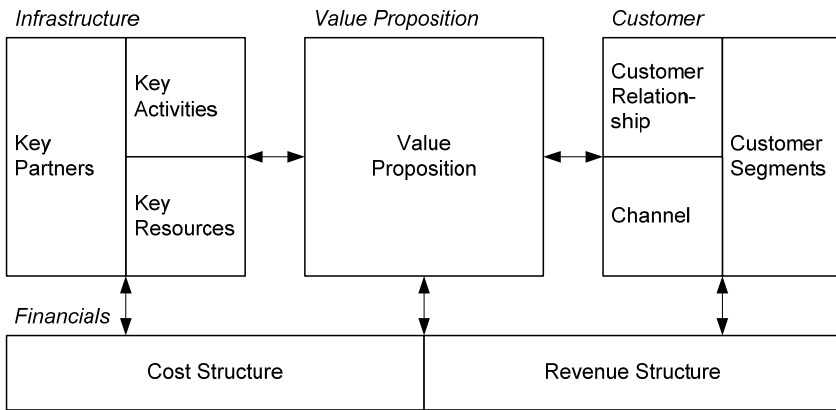 Infrastructure
Value Proposition
Customer
Key
Partners
Key
Activities
Key
Resources
Value
Proposition
Customer
Relation-
ship
Channel
Customer
Segments
Financials
Cost Structure
Revenue Structure